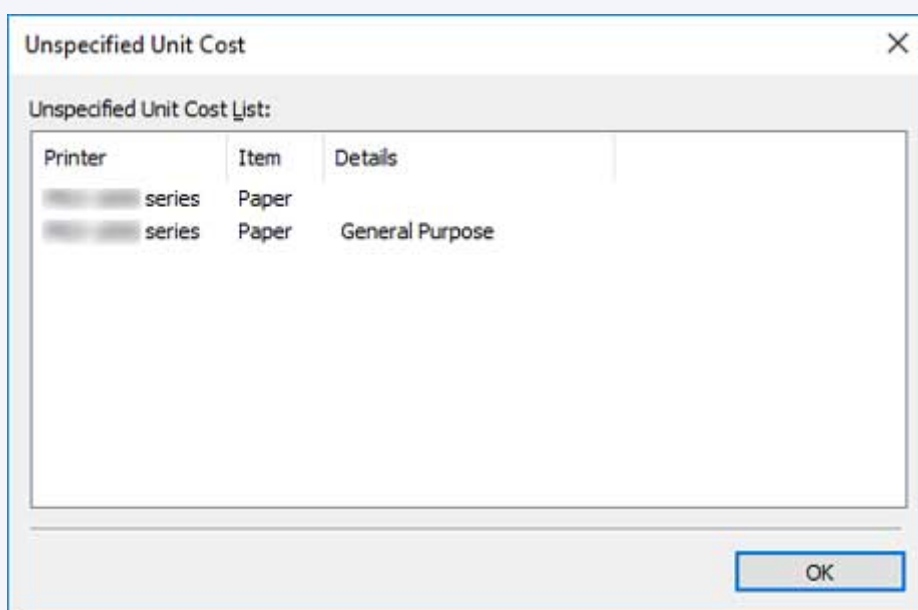 Unspecified Unit Cost
Unspecified Unit Cost List:
Printer Item Details
series Paper
series Paper General Purpose
OK